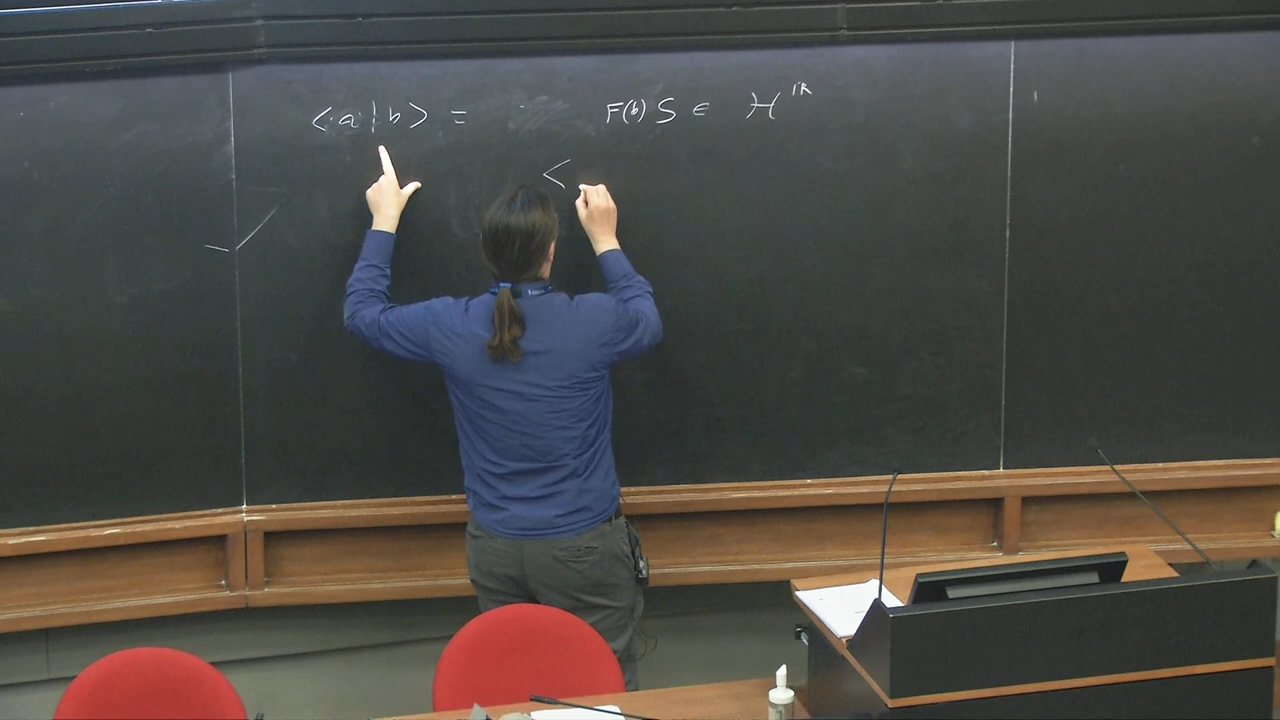 <a|b> = F(b) S ∈ H^IR
<